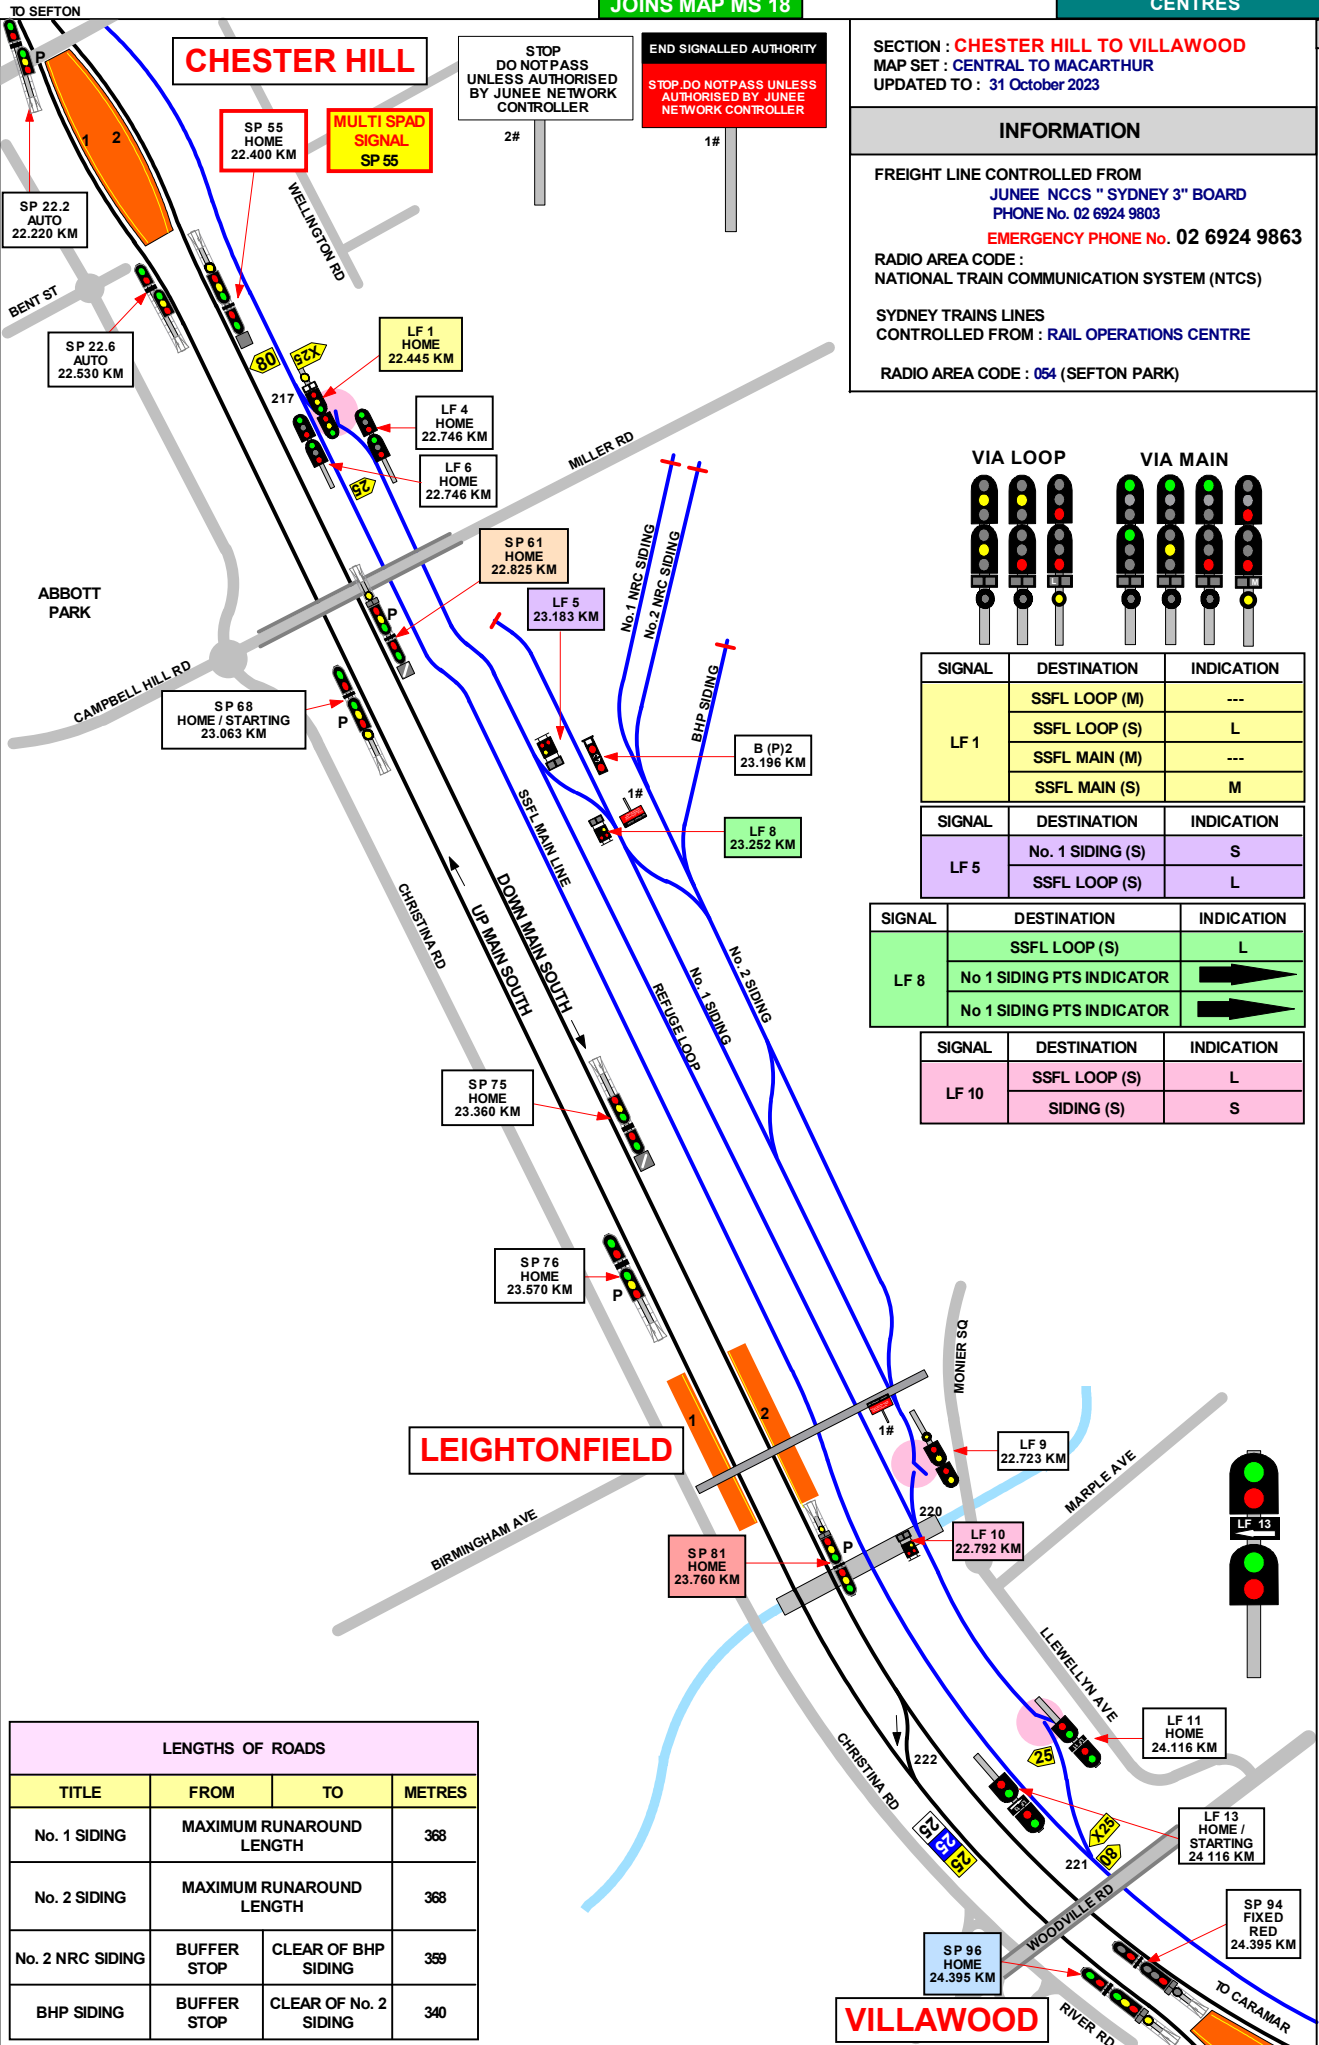 JOINS MAP MS 18
CENTRES
TO SEFTON
CHESTER HILL
STOP
DO NOT PASS
UNLESS AUTHORISED
BY JUNEE NETWORK
CONTROLLER
2#
END SIGNALLED AUTHORITY
STOP.DO NOT PASS UNLESS
AUTHORISED BY JUNEE
NETWORK CONTROLLER
1#
SECTION : CHESTER HILL TO VILLAWOOD
MAP SET : CENTRAL TO MACARTHUR
UPDATED TO : 31 October 2023
INFORMATION
FREIGHT LINE CONTROLLED FROM
JUNEE NCCS " SYDNEY 3" BOARD
PHONE No. 02 6924 9803
EMERGENCY PHONE No. 02 6924 9863
RADIO AREA CODE :
NATIONAL TRAIN COMMUNICATION SYSTEM (NTCS)
SYDNEY TRAINS LINES
CONTROLLED FROM : RAIL OPERATIONS CENTRE
RADIO AREA CODE : 054 (SEFTON PARK)
P
1
2
SP 55
HOME
22.400 KM
MULTI SPAD
SIGNAL
SP 55
SP 22.2
AUTO
22.220 KM
WELLINGTON RD
BENT ST
SP 22.6
AUTO
22.530 KM
LF 1
HOME
22.445 KM
80
X25
217
LF 4
HOME
22.746 KM
LF 6
HOME
22.746 KM
25
MILLER RD
VIA LOOP
VIA MAIN
L
M
SP 61
HOME
22.825 KM
P
ABBOTT
PARK
LF 5
23.183 KM
No.1 NRC SIDING
No.2 NRC SIDING
BHP SIDING
CAMPBELL HILL RD
SP 68
HOME / STARTING
23.063 KM
P
B (P)2
23.196 KM
1#
LF 8
23.252 KM
SSFL MAIN LINE
SIGNAL DESTINATION INDICATION
LF 1
SSFL LOOP (M) ---
SSFL LOOP (S) L
SSFL MAIN (M) ---
SSFL MAIN (S) M
SIGNAL DESTINATION INDICATION
LF 5
No. 1 SIDING (S) S
SSFL LOOP (S) L
SIGNAL DESTINATION INDICATION
LF 8
SSFL LOOP (S) L
No 1 SIDING PTS INDICATOR
No 1 SIDING PTS INDICATOR
SIGNAL DESTINATION INDICATION
LF 10
SSFL LOOP (S) L
SIDING (S) S
CHRISTINA RD
UP MAIN SOUTH
DOWN MAIN SOUTH
REFUGE LOOP
No. 1 SIDING
No. 2 SIDING
SP 75
HOME
23.360 KM
SP 76
HOME
23.570 KM
P
MONIER SQ
1
2
LEIGHTONFIELD
1#
LF 9
22.723 KM
MARPLE AVE
BIRMINGHAM AVE
220
LF 10
22.792 KM
SP 81
HOME
23.760 KM
P
LF 13
LLEWELLYN AVE
LF 11
HOME
24.116 KM
25
CHRISTINA RD
222
25
25
25
X25
80
221
LF 13
HOME /
STARTING
24 116 KM
WOODVILLE RD
SP 94
FIXED
RED
24.395 KM
SP 96
HOME
24.395 KM
TO CARAMAR
VILLAWOOD
RIVER RD
LENGTHS OF ROADS
TITLE FROM TO METRES
No. 1 SIDING MAXIMUM RUNAROUND LENGTH 368
No. 2 SIDING MAXIMUM RUNAROUND LENGTH 368
No. 2 NRC SIDING BUFFER STOP CLEAR OF BHP SIDING 359
BHP SIDING BUFFER STOP CLEAR OF No. 2 SIDING 340